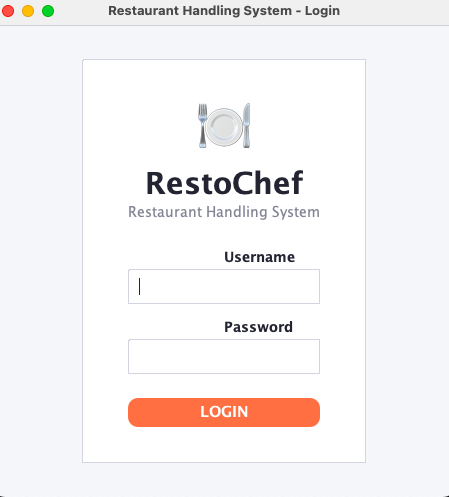 Restaurant Handling System - Login
RestoChef
Restaurant Handling System
Username
Password
LOGIN